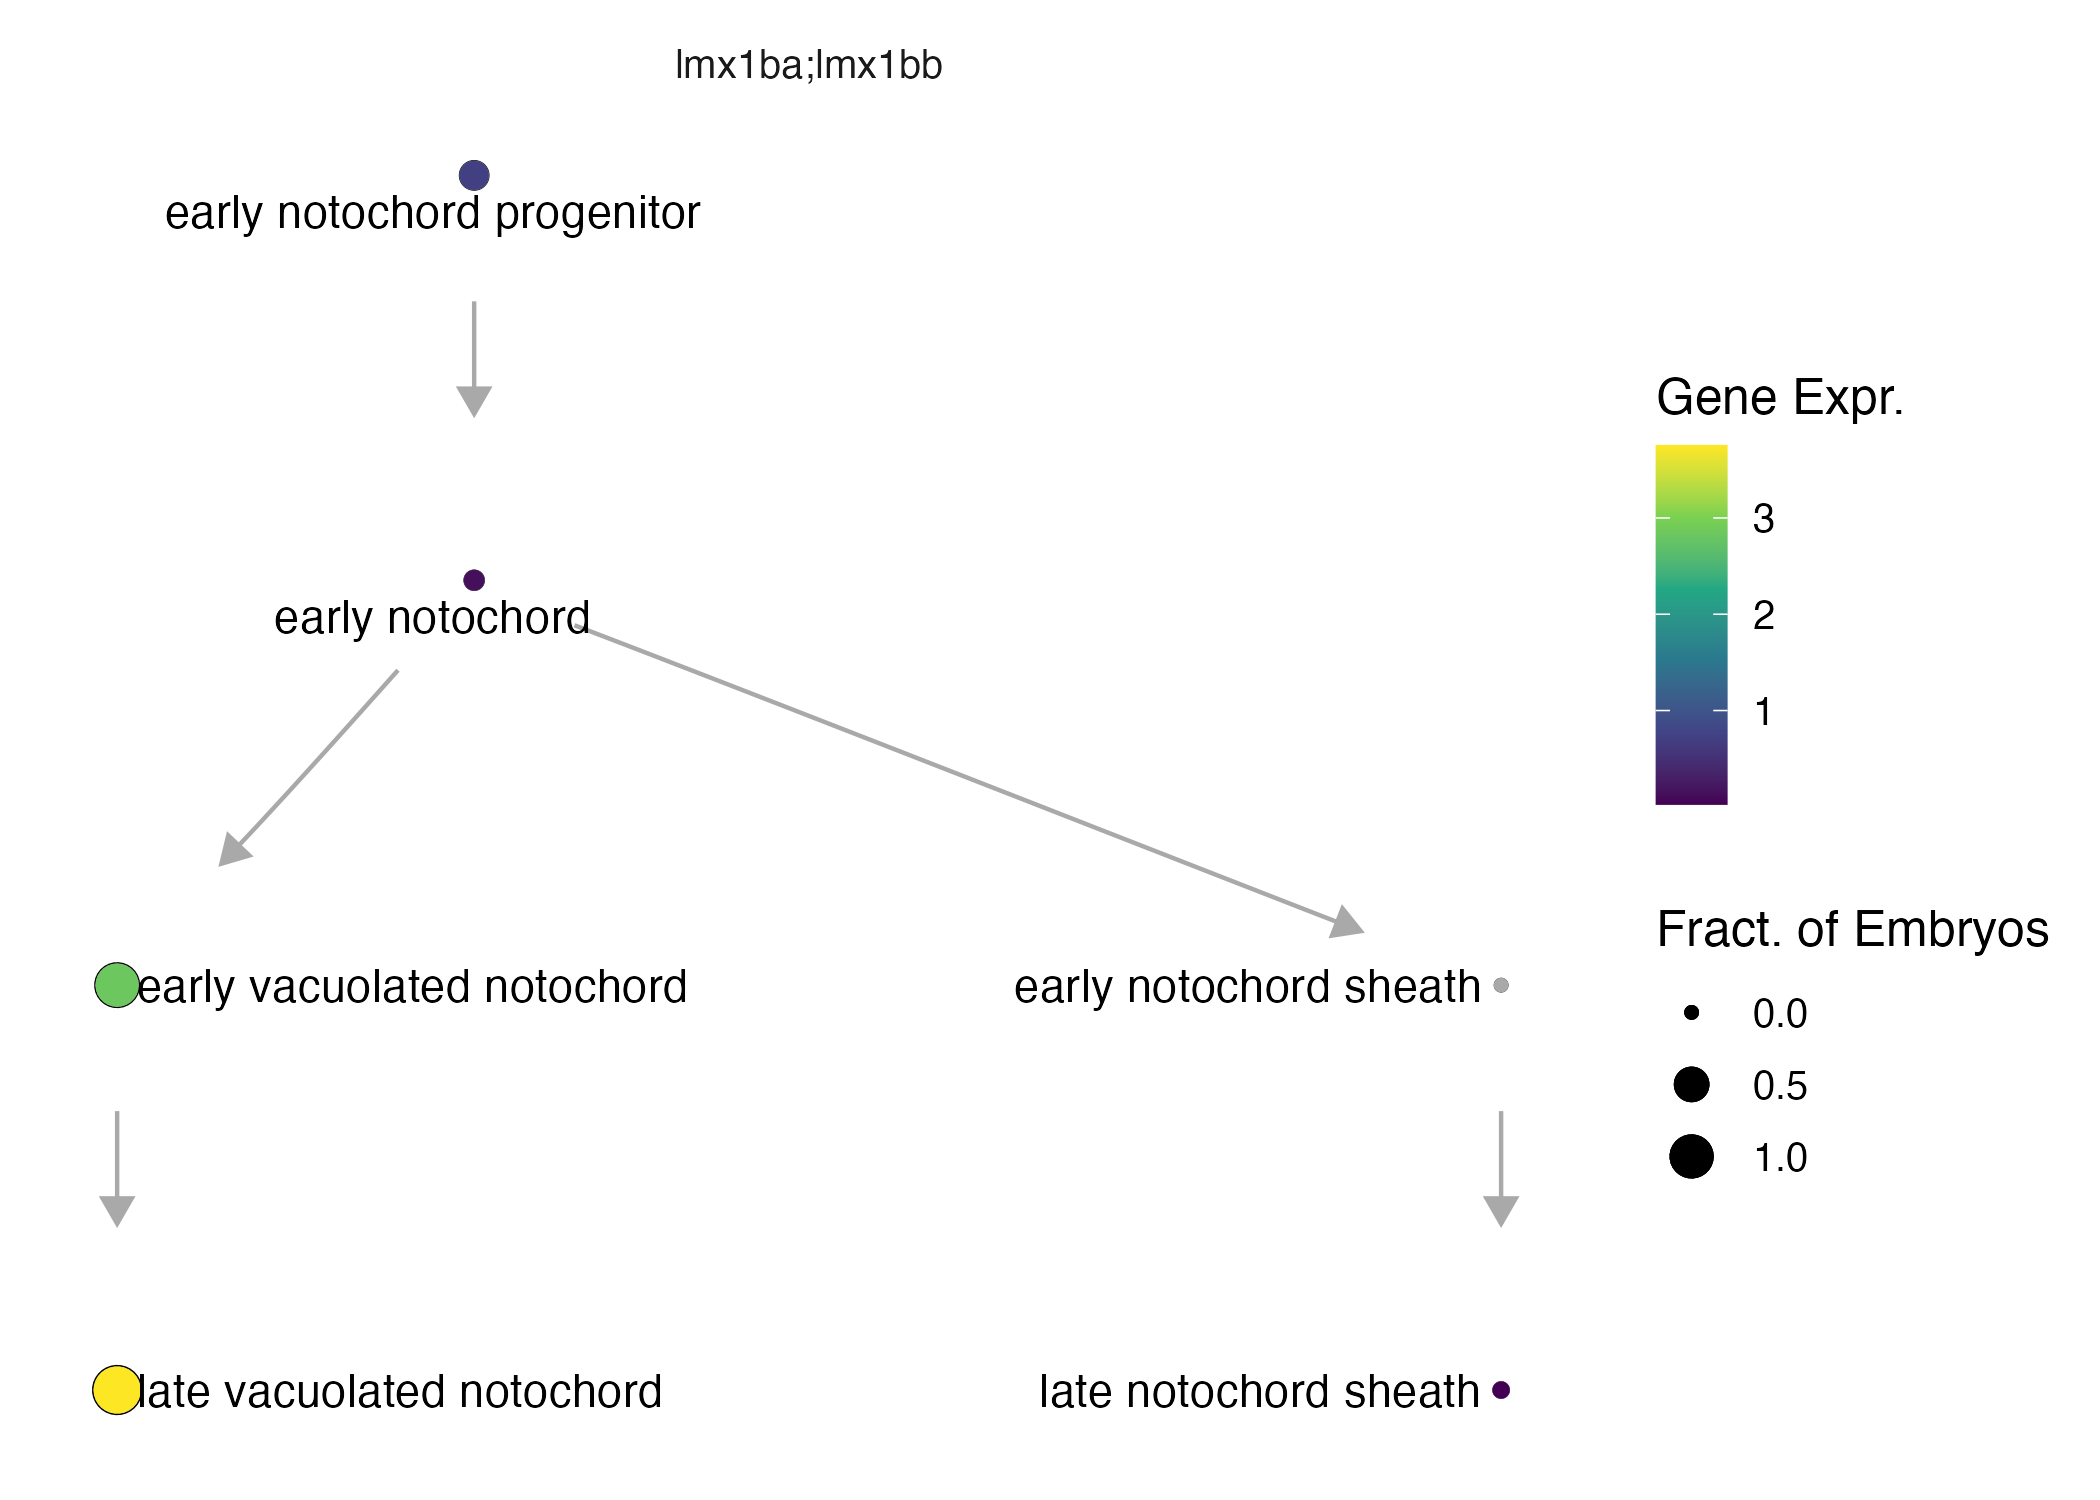 lmx1ba;lmx1bb
early notochord progenitor
early notochord
early vacuolated notochord
early notochord sheath
late vacuolated notochord
late notochord sheath
Gene Expr.
3
2
1
Fract. of Embryos
0.0
0.5
1.0